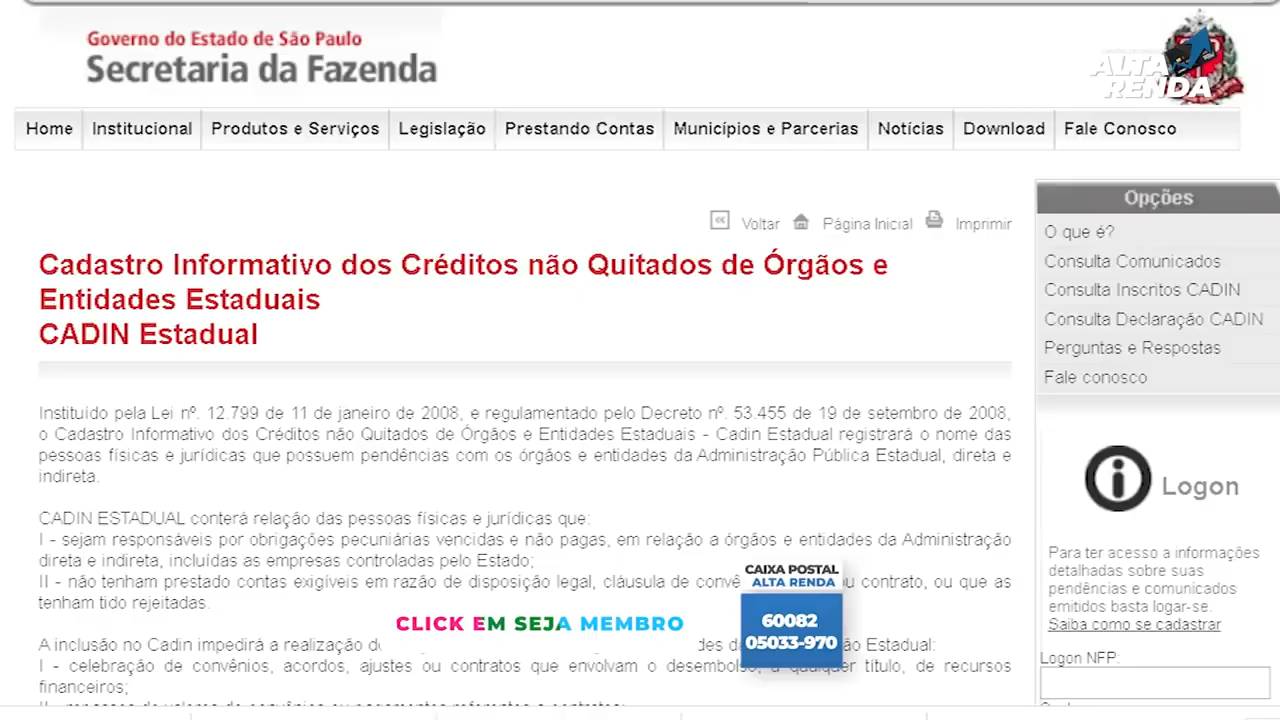 Governo do Estado de São Paulo
Secretaria da Fazenda
ALTA
RENDA
Home Institucional Produtos e Serviços Legislação Prestando Contas Municípios e Parcerias Notícias Download Fale Conosco
Voltar Página Inicial Imprimir
Cadastro Informativo dos Créditos não Quitados de Órgãos e
Entidades Estaduais
CADIN Estadual
Instituído pela Lei nº. 12.799 de 11 de janeiro de 2008, e regulamentado pelo Decreto nº. 53.455 de 19 de setembro de 2008,
o Cadastro Informativo dos Créditos não Quitados de Órgãos e Entidades Estaduais - Cadin Estadual registrará o nome das
pessoas físicas e jurídicas que possuem pendências com os órgãos e entidades da Administração Pública Estadual, direta e
indireta.
CADIN ESTADUAL conterá relação das pessoas físicas e jurídicas que:
I - sejam responsáveis por obrigações pecuniárias vencidas e não pagas, em relação a órgãos e entidades da Administração
direta e indireta, incluídas as empresas controladas pelo Estado;
II - não tenham prestado contas exigíveis em razão de disposição legal, cláusula de convê ou contrato, ou que as
tenham tido rejeitadas.
A inclusão no Cadin impedirá a realização d des d ão Estadual:
I - celebração de convênios, acordos, ajustes ou contratos que envolvam o desembolso, a qualquer título, de recursos
financeiros;
CLICK EM SEJA MEMBRO
CAIXA POSTAL
ALTA RENDA
60082
05033-970
Opções
O que é?
Consulta Comunicados
Consulta Inscritos CADIN
Consulta Declaração CADIN
Perguntas e Respostas
Fale conosco
Logon
Para ter acesso a informações
detalhadas sobre suas
pendências e comunicados
emitidos basta logar-se.
Saiba como se cadastrar
Logon NFP: